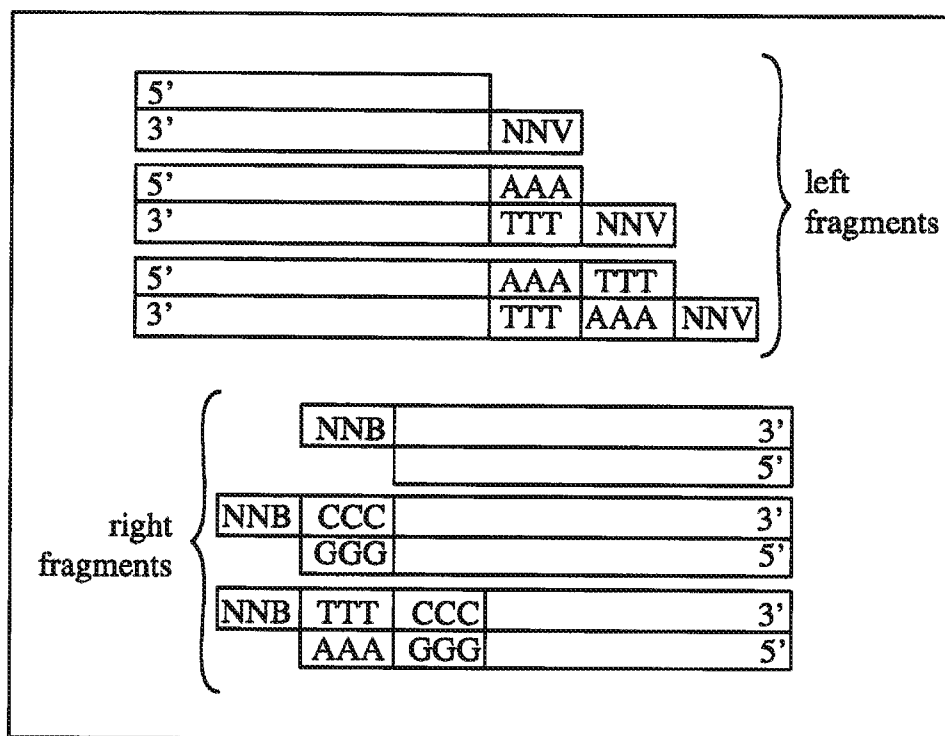 5’
3’ NNV
5’ AAA
3’ TTT NNV
5’ AAA TTT
3’ TTT AAA NNV
left
fragments
NNB 3’
5’
NNB CCC 3’
GGG 5’
NNB TTT CCC 3’
AAA GGG 5’
right
fragments